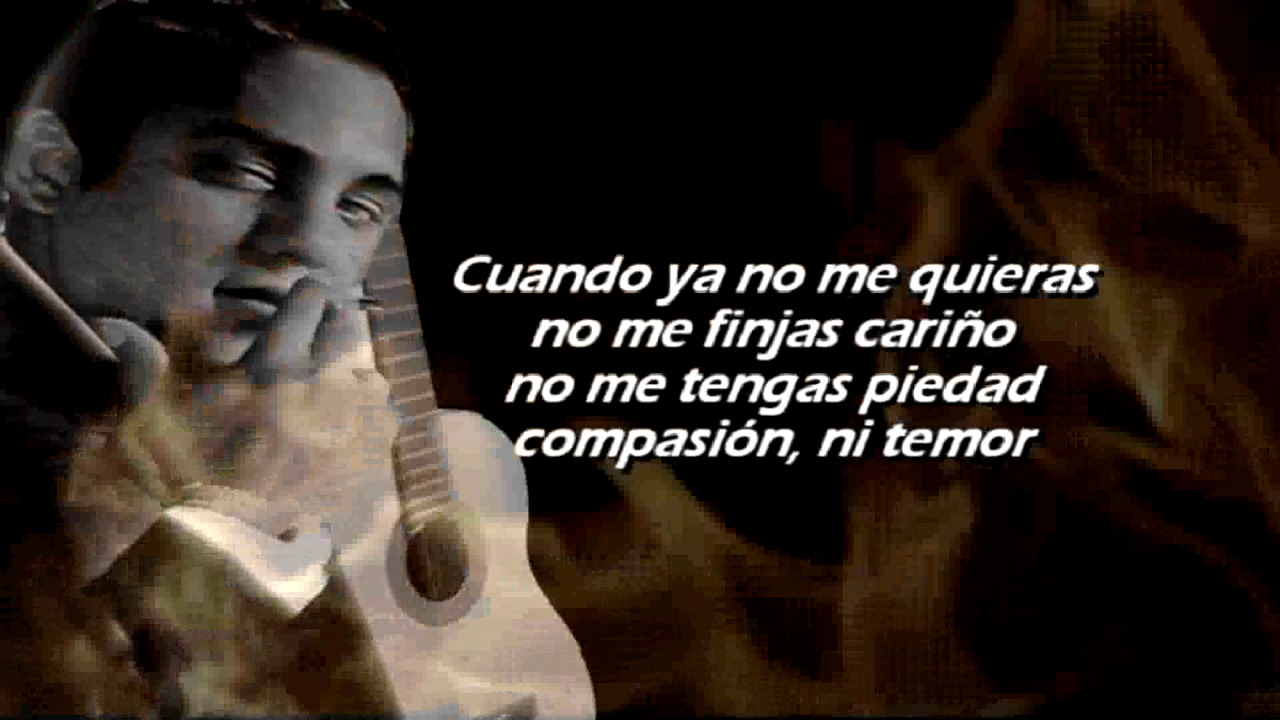 Cuando ya no me quieras
no me finjas cariño
no me tengas piedad
compasión, ni temor